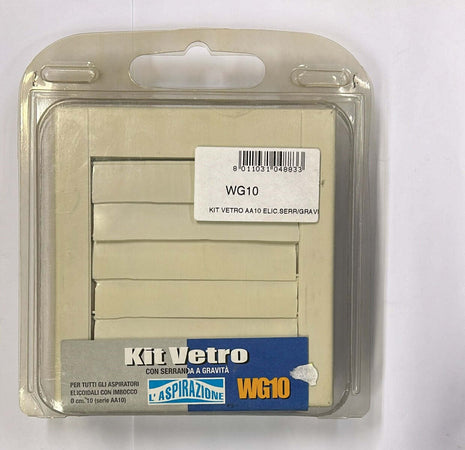 8 011031 048833
WG10
KIT VETRO AA10 ELIC.SERR/GRAVI
Kit Vetro
CON SERRANDA A GRAVITÀ
PER TUTTI GLI ASPIRATORI
ELICOIDALI CON IMBOCCO
Ø cm. 10 (serie AA10)
L'ASPIRAZIONE
WG10